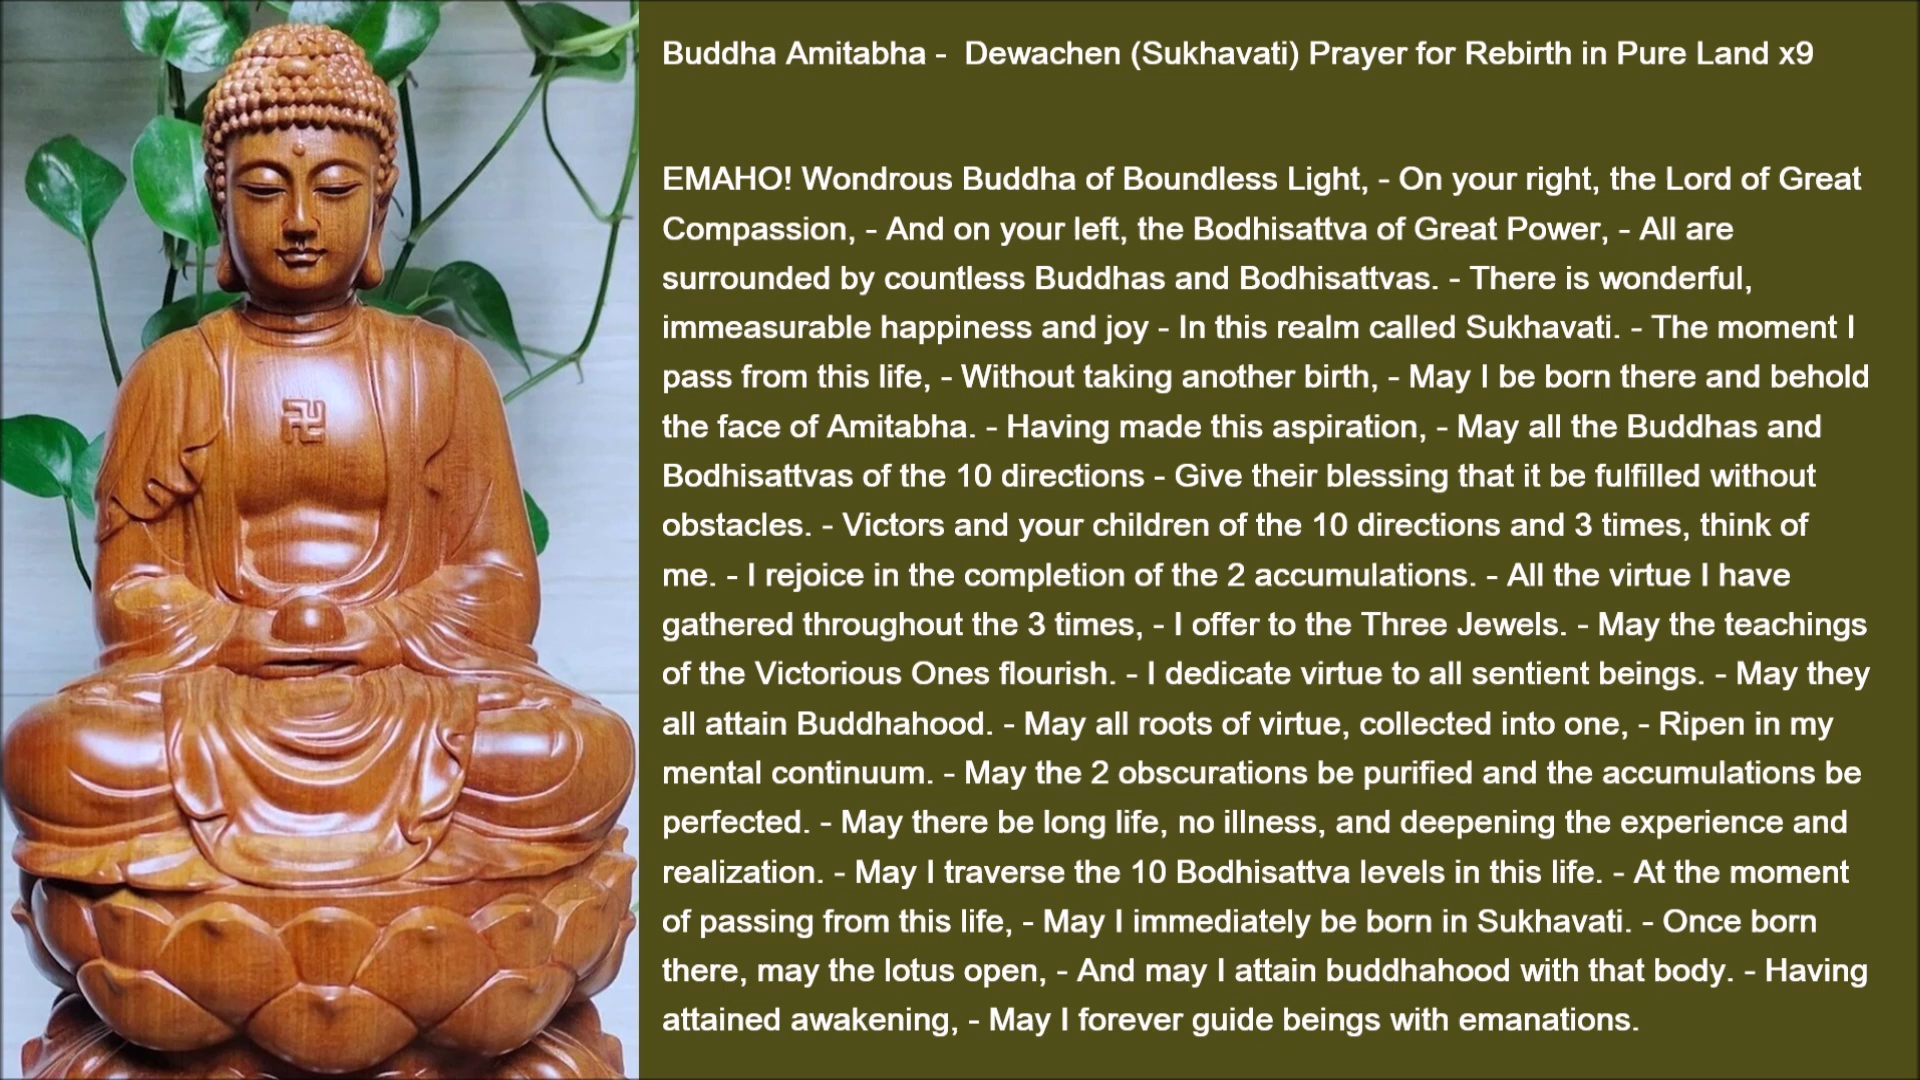 Buddha Amitabha -  Dewachen (Sukhavati) Prayer for Rebirth in Pure Land x9
EMAHO! Wondrous Buddha of Boundless Light, - On your right, the Lord of Great
Compassion, - And on your left, the Bodhisattva of Great Power, - All are
surrounded by countless Buddhas and Bodhisattvas. - There is wonderful,
immeasurable happiness and joy - In this realm called Sukhavati. - The moment I
pass from this life, - Without taking another birth, - May I be born there and behold
the face of Amitabha. - Having made this aspiration, - May all the Buddhas and
Bodhisattvas of the 10 directions - Give their blessing that it be fulfilled without
obstacles. - Victors and your children of the 10 directions and 3 times, think of
me. - I rejoice in the completion of the 2 accumulations. - All the virtue I have
gathered throughout the 3 times, - I offer to the Three Jewels. - May the teachings
of the Victorious Ones flourish. - I dedicate virtue to all sentient beings. - May they
all attain Buddhahood. - May all roots of virtue, collected into one, - Ripen in my
mental continuum. - May the 2 obscurations be purified and the accumulations be
perfected. - May there be long life, no illness, and deepening the experience and
realization. - May I traverse the 10 Bodhisattva levels in this life. - At the moment
of passing from this life, - May I immediately be born in Sukhavati. - Once born
there, may the lotus open, - And may I attain buddhahood with that body. - Having
attained awakening, - May I forever guide beings with emanations.